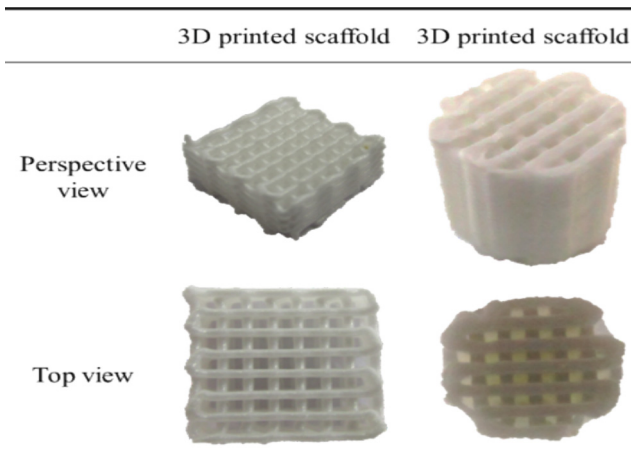 3D printed scaffold 3D printed scaffold
Perspective
view
Top view